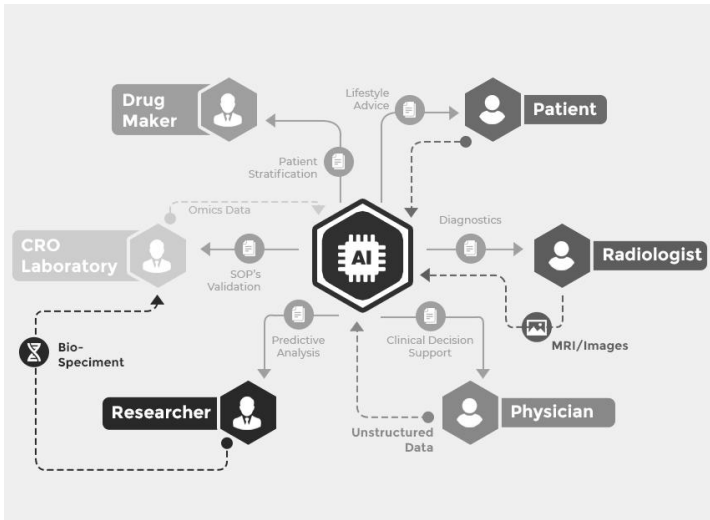 Drug
Maker
Lifestyle
Advice
Patient
Patient
Stratification
Omics Data
CRO
Laboratory
SOP's
Validation
AI
Diagnostics
Radiologist
Bio-
Speciment
Predictive
Analysis
Clinical Decision
Support
MRI/Images
Researcher
Unstructured
Data
Physician